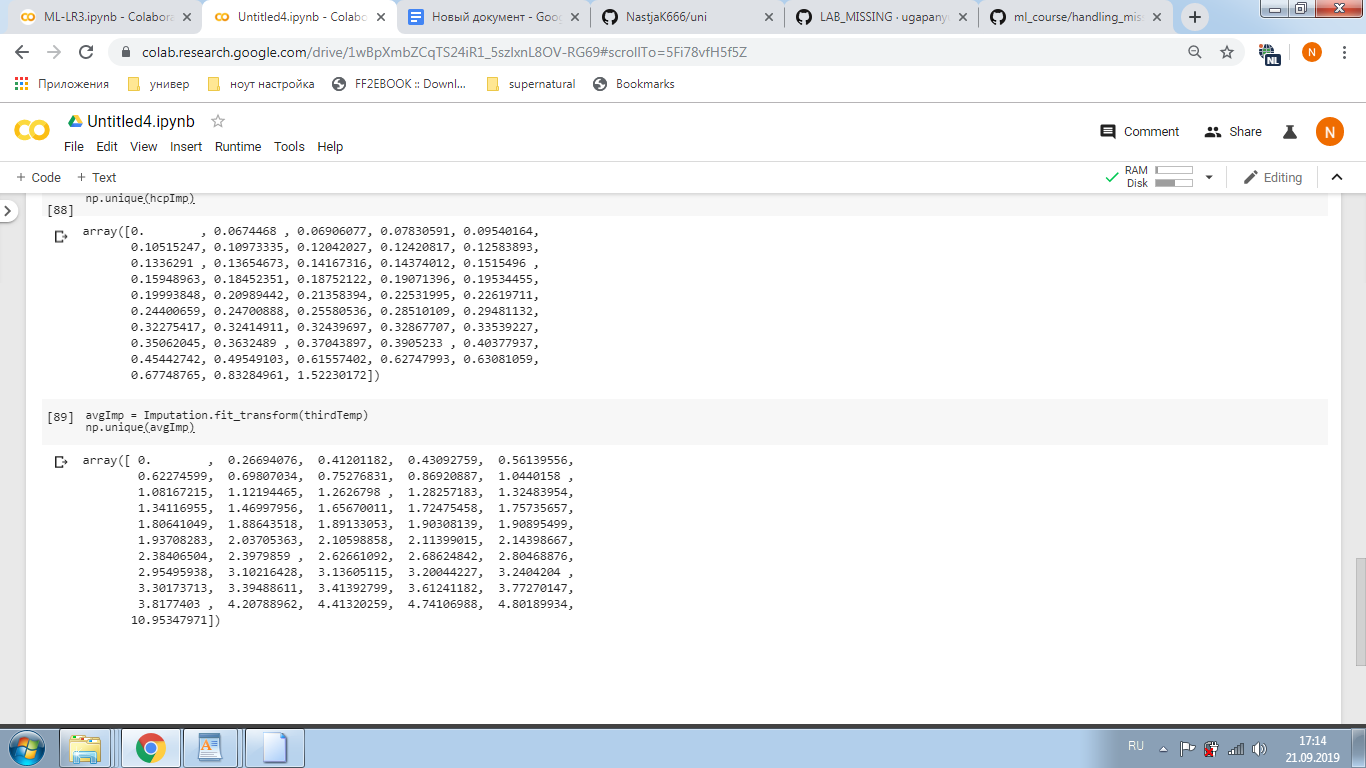 ML-LR3.ipynb - Colabora
Untitled4.ipynb - Colabo
Новый документ - Goog
NastjaK666/uni
LAB_MISSING · ugapany
ml_course/handling_mis
colab.research.google.com/drive/1wBpXmbZCqTS24iR1_5szlxnL8OV-RG69#scrollTo=5Fi78vfH5f5Z
NL
N
Приложения
универ
ноут настройка
FF2EBOOK :: Downl...
supernatural
Bookmarks
Untitled4.ipynb
File Edit View Insert Runtime Tools Help
Comment
Share
N
+ Code + Text
RAM
Disk
Editing
np.unique(hcpImp)
[88]
array([0.        , 0.0674468 , 0.06906077, 0.07830591, 0.09540164,
0.10515247, 0.10973335, 0.12042027, 0.12420817, 0.12583893,
0.1336291 , 0.13654673, 0.14167316, 0.14374012, 0.1515496 ,
0.15948963, 0.18452351, 0.18752122, 0.19071396, 0.19534455,
0.19993848, 0.20989442, 0.21358394, 0.22531995, 0.22619711,
0.24400659, 0.24700888, 0.25580536, 0.28510109, 0.29481132,
0.32275417, 0.32414911, 0.32439697, 0.32867707, 0.33539227,
0.35062045, 0.3632489 , 0.37043897, 0.3905233 , 0.40377937,
0.45442742, 0.49549103, 0.61557402, 0.62747993, 0.63081059,
0.67748765, 0.83284961, 1.52230172])
[89] avgImp = Imputation.fit_transform(thirdTemp)
np.unique(avgImp)
array([ 0.        ,  0.26694076,  0.41201182,  0.43092759,  0.56139556,
0.62274599,  0.69807034,  0.75276831,  0.86920887,  1.0440158 ,
1.08167215,  1.12194465,  1.2626798 ,  1.28257183,  1.32483954,
1.34116955,  1.46997956,  1.65670011,  1.72475458,  1.75735657,
1.80641049,  1.88643518,  1.89133053,  1.90308139,  1.90895499,
1.93708283,  2.03705363,  2.10598858,  2.11399015,  2.14398667,
2.38406504,  2.3979859 ,  2.62661092,  2.68624842,  2.80468876,
2.95495938,  3.10216428,  3.13605115,  3.20044227,  3.2404204 ,
3.30173713,  3.39488611,  3.41392799,  3.61241182,  3.77270147,
3.8177403 ,  4.20788962,  4.41320259,  4.74106988,  4.80189934,
10.95347971])
RU
17:14
21.09.2019